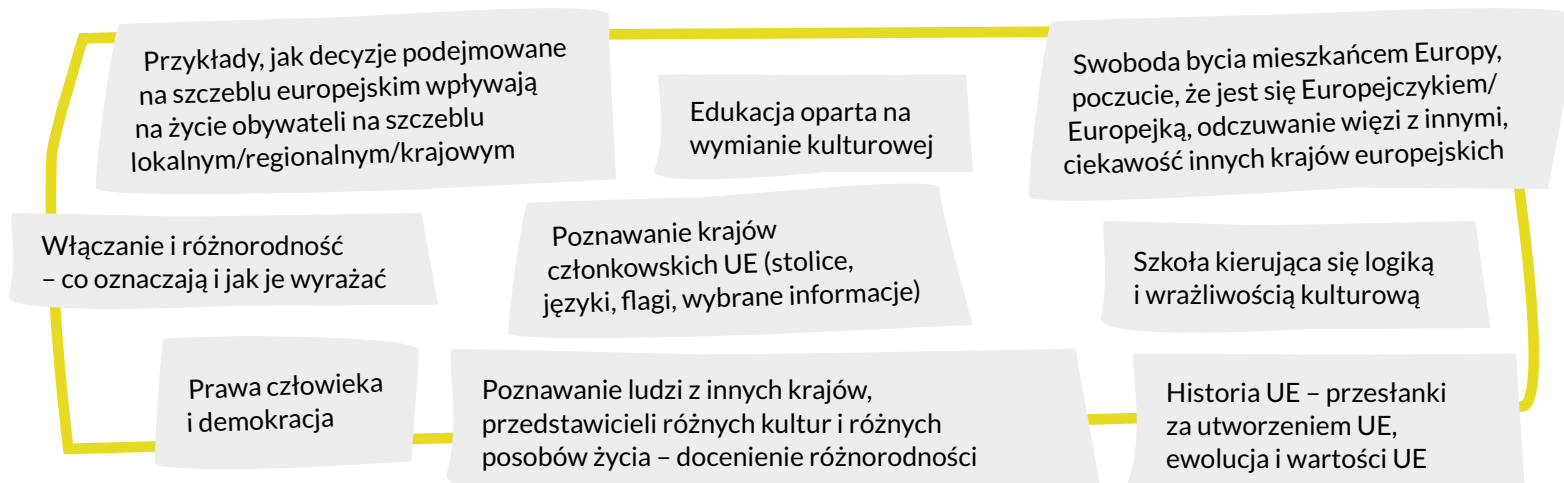 Przykłady, jak decyzje podejmowane
na szczeblu europejskim wpływają
na życie obywateli na szczeblu
lokalnym/regionalnym/krajowym
Edukacja oparta na
wymianie kulturowej
Swoboda bycia mieszkańcem Europy,
poczucie, że jest się Europejczykiem/
Europejką, odczuwanie więzi z innymi,
ciekawość innych krajów europejskich
Włączanie i różnorodność
– co oznaczają i jak je wyrażać
Poznawanie krajów
członkowskich UE (stolice,
języki, flagi, wybrane informacje)
Szkoła kierująca się logiką
i wrażliwością kulturową
Prawa człowieka
i demokracja
Poznawanie ludzi z innych krajów,
przedstawicieli różnych kultur i różnych
posobów życia – docenienie różnorodności
Historia UE – przesłanki
za utworzeniem UE,
ewolucja i wartości UE